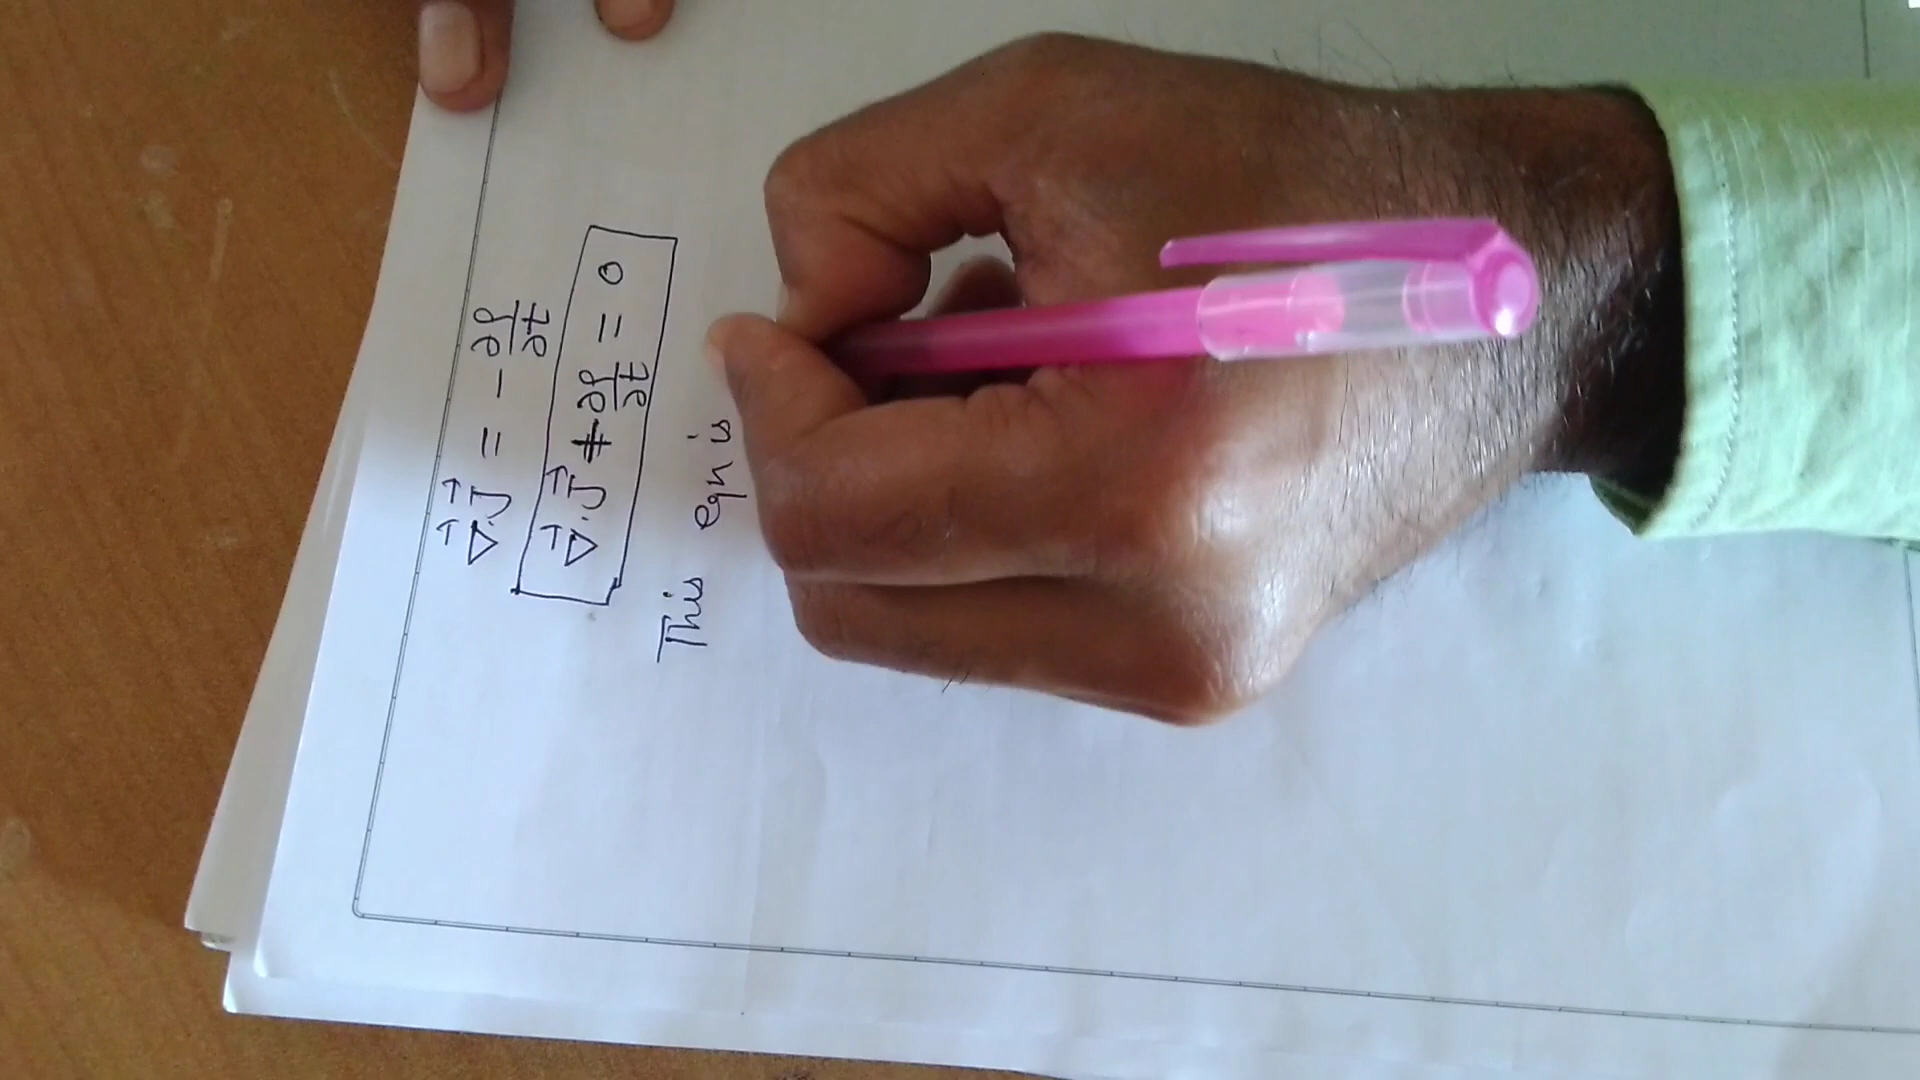 ∇⃗·J⃗ = - ∂ρ/∂t
∇⃗·J⃗ + ∂ρ/∂t = 0
This eqn is